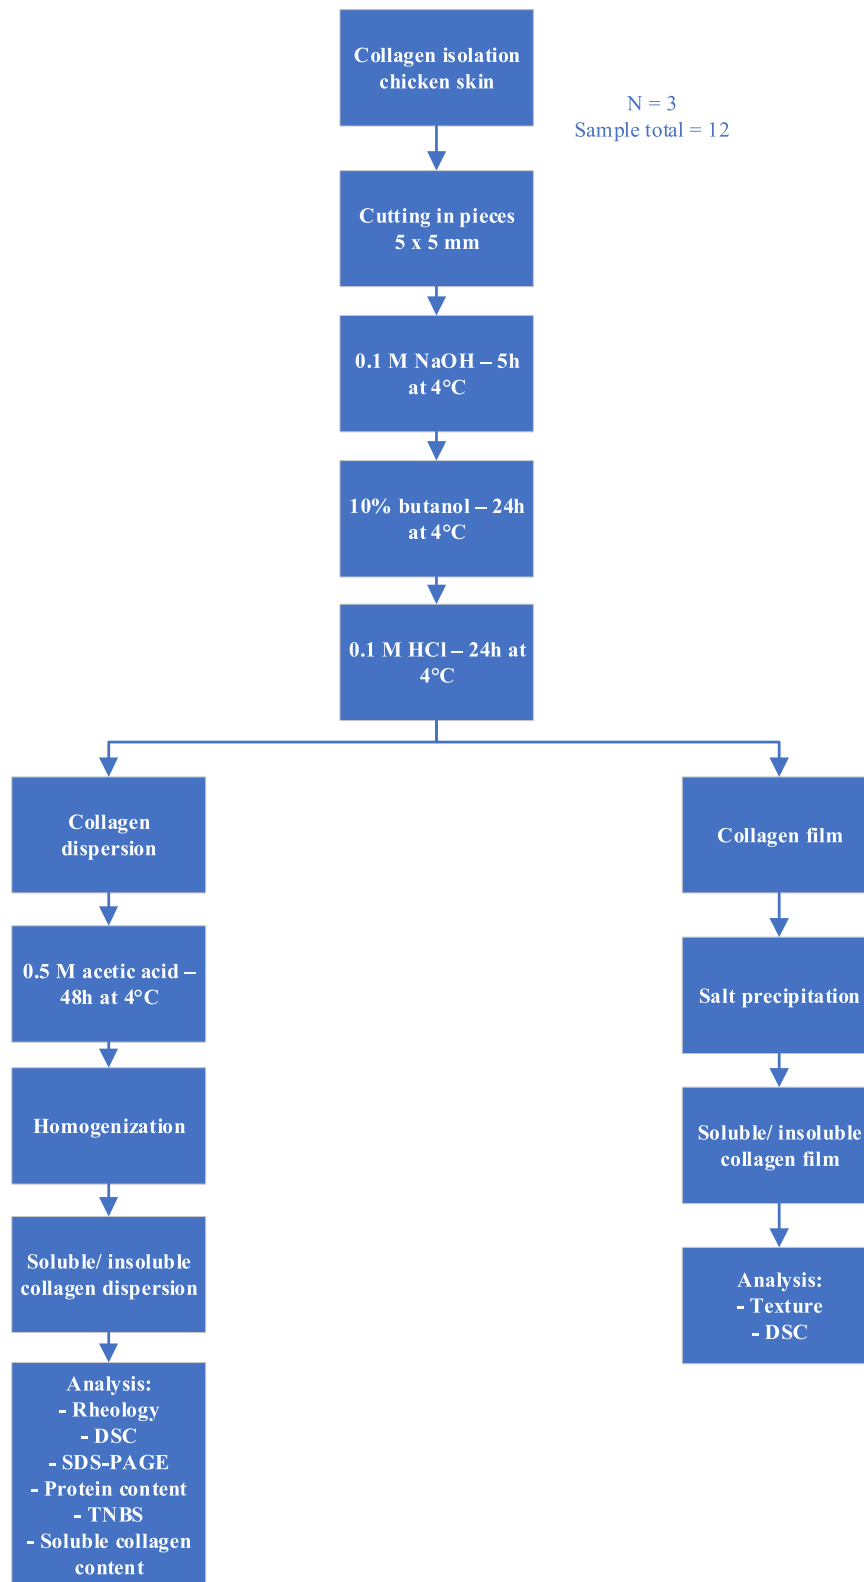 Collagen isolation
chicken skin
N = 3
Sample total = 12
Cutting in pieces
5 x 5 mm
0.1 M NaOH – 5h
at 4°C
10% butanol – 24h
at 4°C
0.1 M HCl – 24h at
4°C
Collagen
dispersion
0.5 M acetic acid –
48h at 4°C
Homogenization
Soluble/ insoluble
collagen dispersion
Analysis:
- Rheology
- DSC
- SDS-PAGE
- Protein content
- TNBS
- Soluble collagen
content
Collagen film
Salt precipitation
Soluble/ insoluble
collagen film
Analysis:
- Texture
- DSC